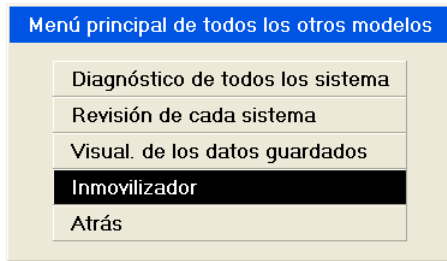 Menú principal de todos los otros modelos
Diagnóstico de todos los sistema
Revisión de cada sistema
Visual. de los datos guardados
Inmovilizador
Atrás